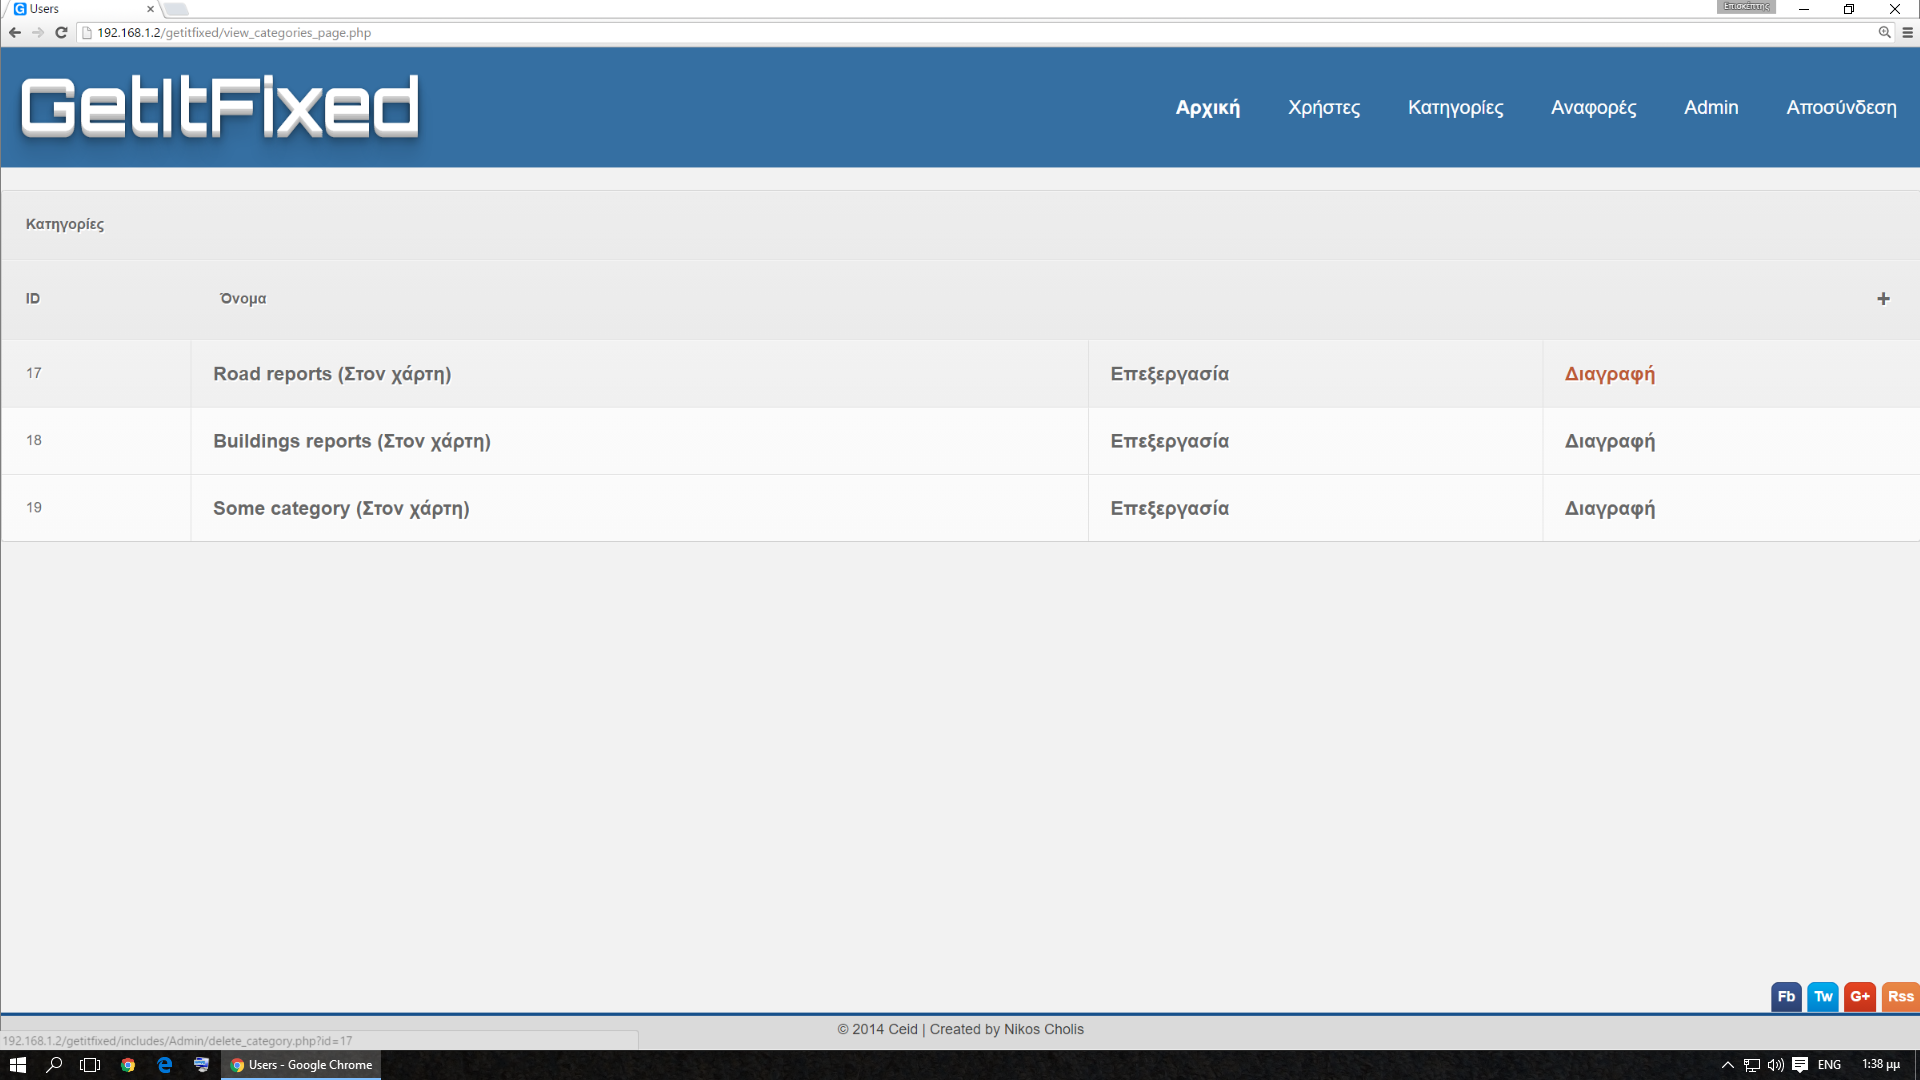 Users
Επισκέπτης
192.168.1.2/getitfixed/view_categories_page.php
GetItFixed
Αρχική Χρήστες Κατηγορίες Αναφορές Admin Αποσύνδεση
Κατηγορίες
ID Όνομα +
17 Road reports (Στον χάρτη) Επεξεργασία Διαγραφή
18 Buildings reports (Στον χάρτη) Επεξεργασία Διαγραφή
19 Some category (Στον χάρτη) Επεξεργασία Διαγραφή
Fb Tw G+ Rss
© 2014 Ceid | Created by Nikos Cholis
192.168.1.2/getitfixed/includes/Admin/delete_category.php?id=17
Users - Google Chrome ENG 1:38 μμ